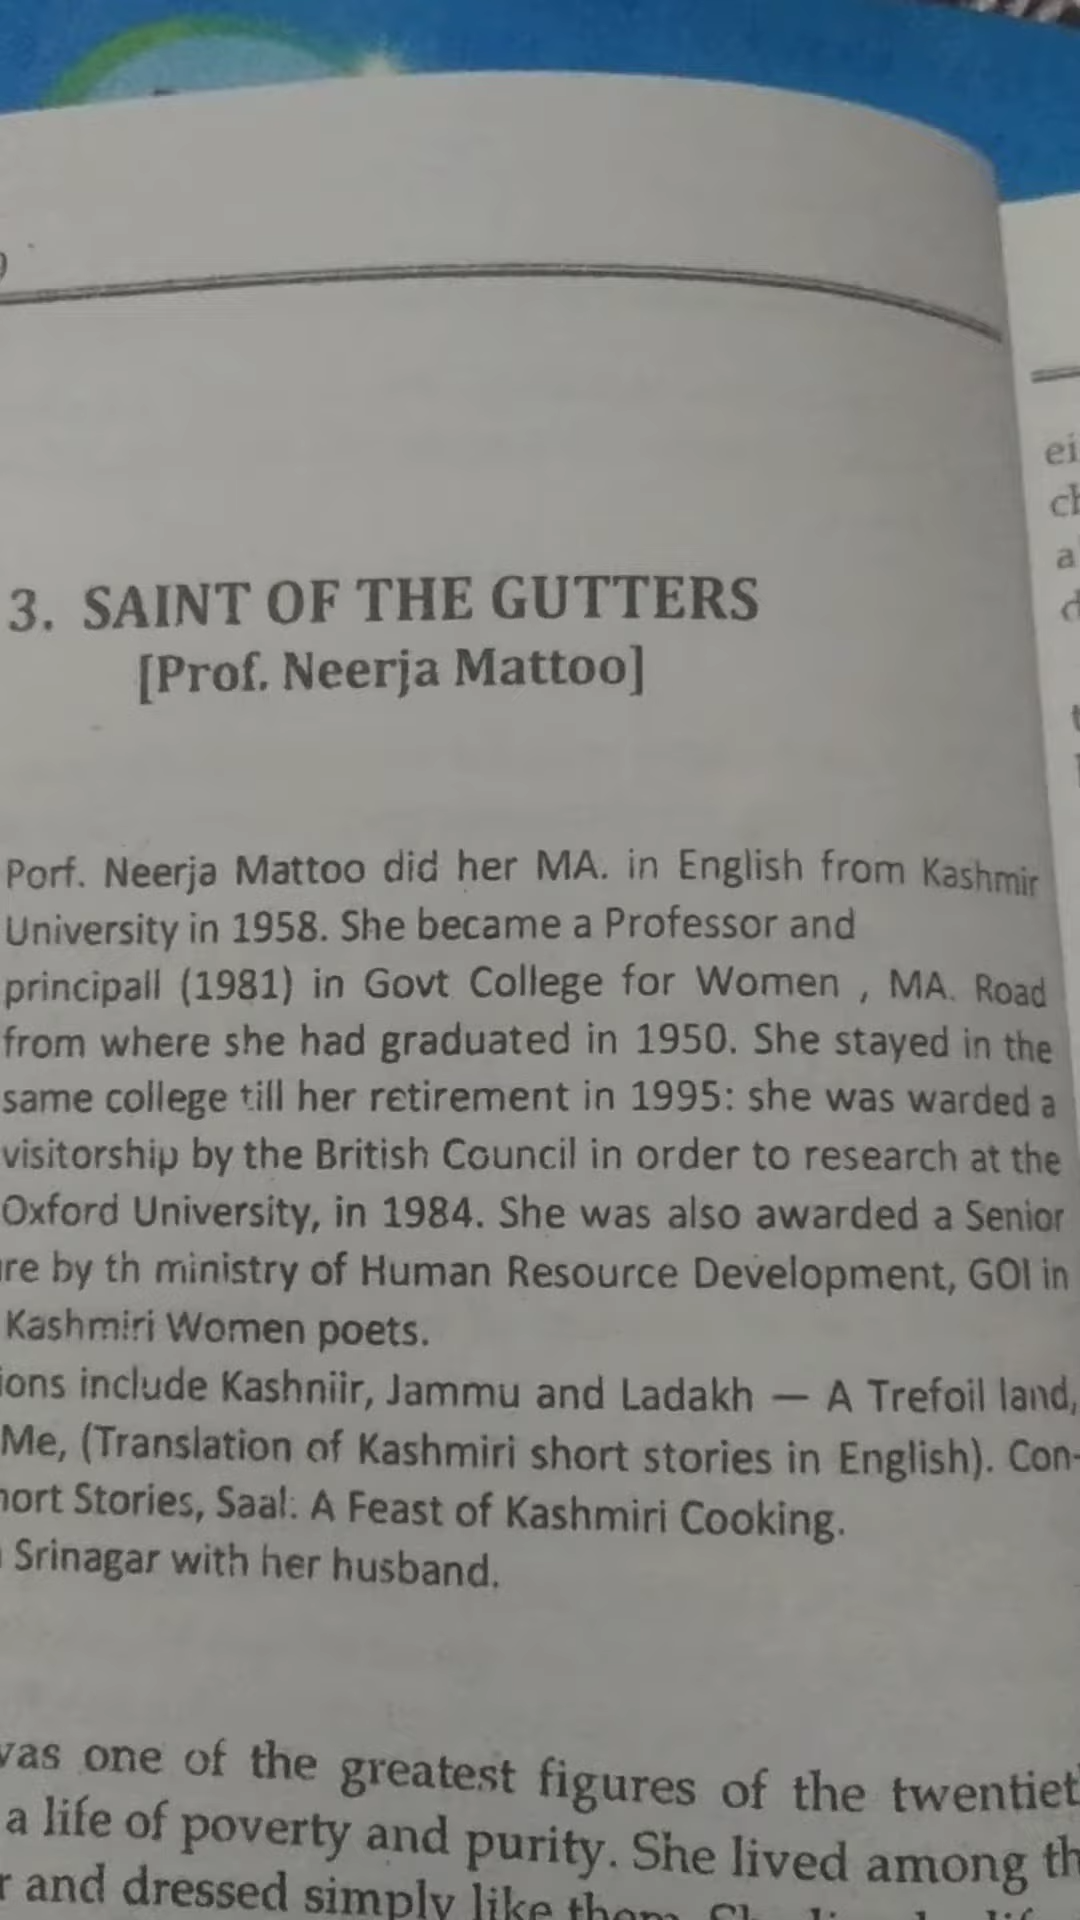 3. SAINT OF THE GUTTERS
[Prof. Neerja Mattoo]
Porf. Neerja Mattoo did her MA. in English from Kashmir
University in 1958. She became a Professor and
principall (1981) in Govt College for Women , MA. Road
from where she had graduated in 1950. She stayed in the
same college till her retirement in 1995: she was warded a
visitorship by the British Council in order to research at the
Oxford University, in 1984. She was also awarded a Senior
re by th ministry of Human Resource Development, GOI in
Kashmiri Women poets.
ions include Kashniir, Jammu and Ladakh — A Trefoil land,
Me, (Translation of Kashmiri short stories in English). Con-
hort Stories, Saal: A Feast of Kashmiri Cooking.
Srinagar with her husband.
was one of the greatest figures of the twentiet
a life of poverty and purity. She lived among th
r and dressed simply like them.